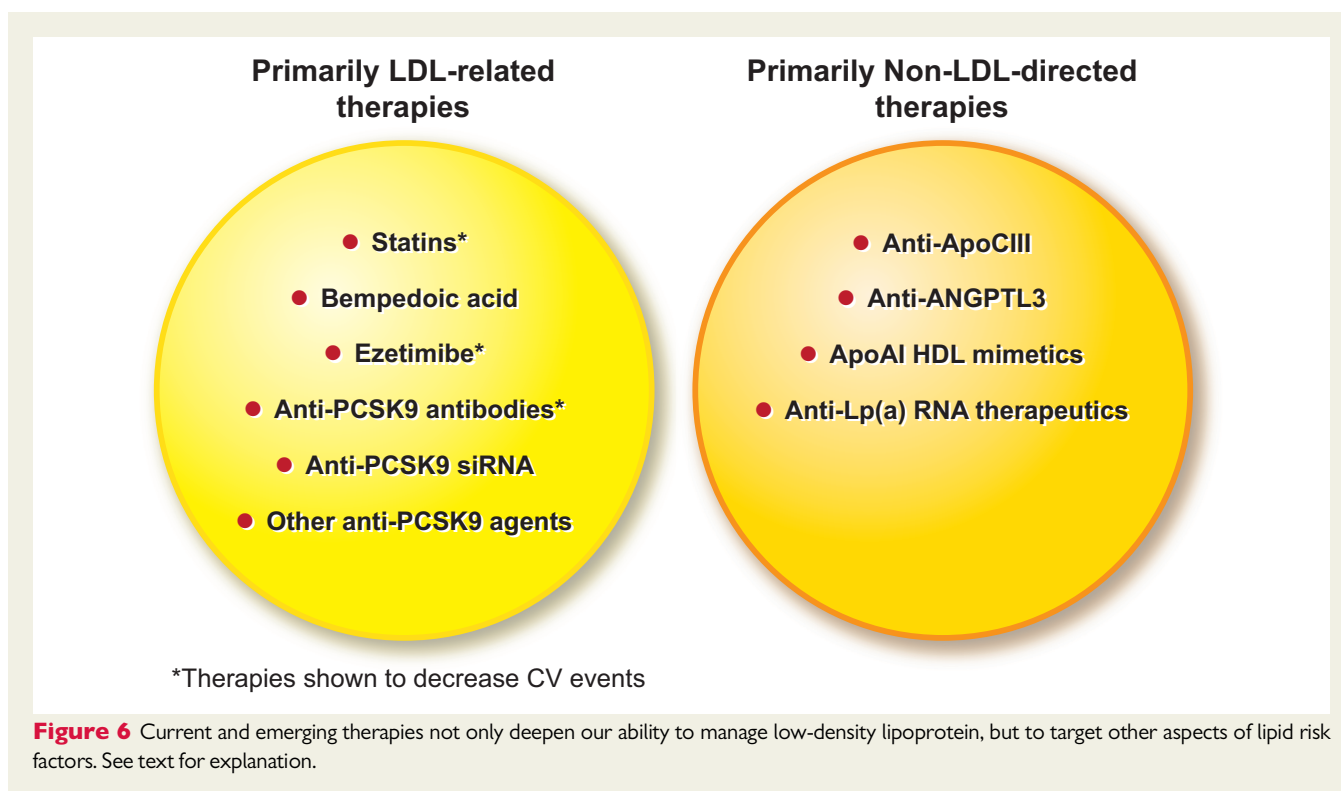 Primarily LDL-related
therapies
• Statins*
• Bempedoic acid
• Ezetimibe*
• Anti-PCSK9 antibodies*
• Anti-PCSK9 siRNA
• Other anti-PCSK9 agents
Primarily Non-LDL-directed
therapies
• Anti-ApoCIII
• Anti-ANGPTL3
• ApoAI HDL mimetics
• Anti-Lp(a) RNA therapeutics
*Therapies shown to decrease CV events
Figure 6 Current and emerging therapies not only deepen our ability to manage low-density lipoprotein, but to target other aspects of lipid risk
factors. See text for explanation.